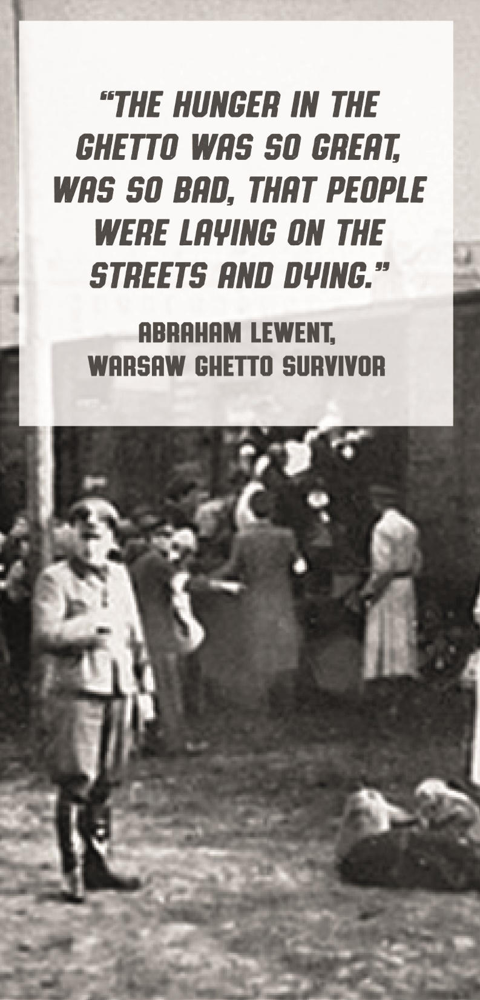 “THE HUNGER IN THE
GHETTO WAS SO GREAT,
WAS SO BAD, THAT PEOPLE
WERE LAYING ON THE
STREETS AND DYING.”
ABRAHAM LEWENT,
WARSAW GHETTO SURVIVOR